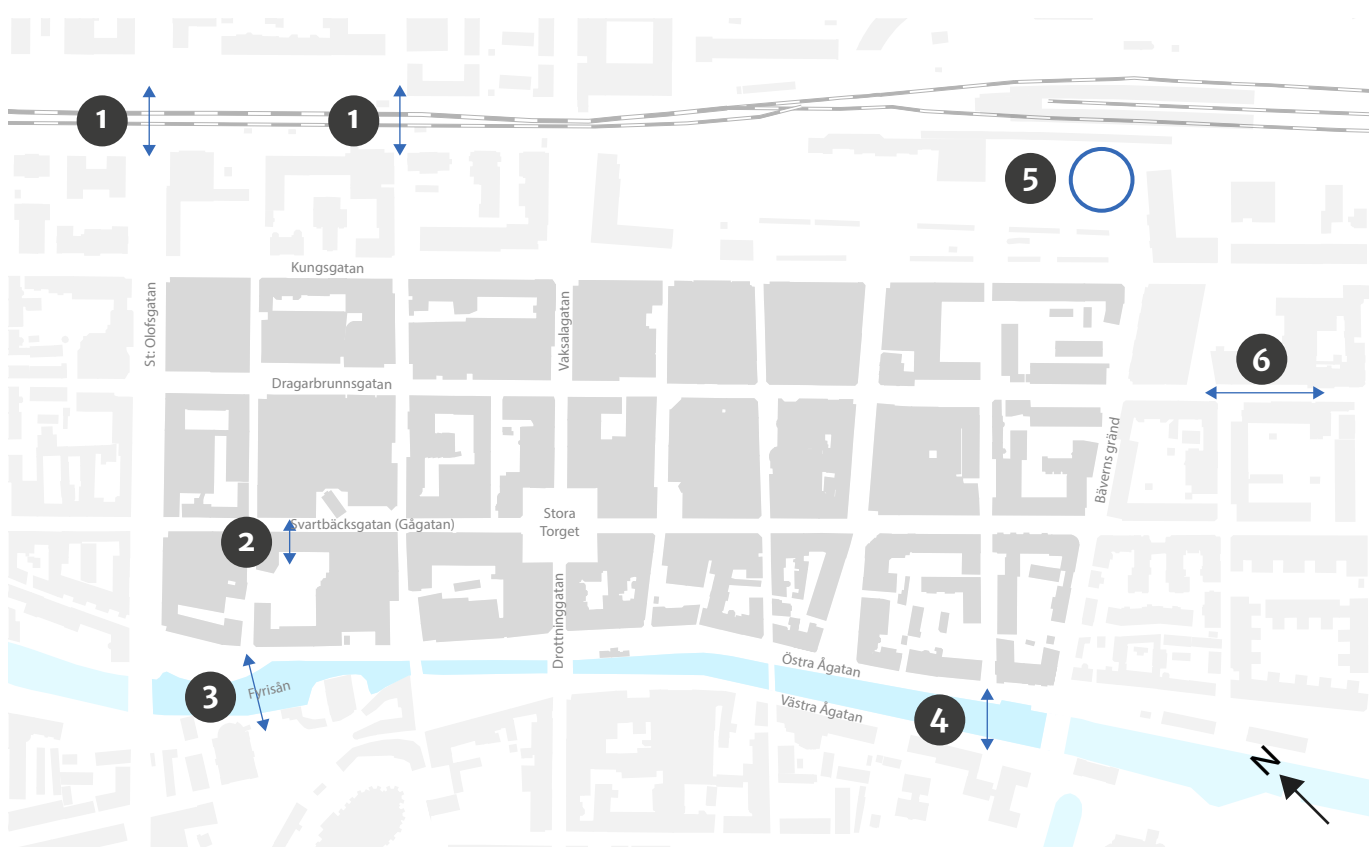 1
1
5
Kungsgatan
St: Olofsgatan
Vaksalagatan
6
Dragarbrunnsgatan
Bäverns gränd
Svartbäcksgatan (Gågatan)
2
Stora
Torget
Drottninggatan
Östra Ågatan
3
Fyrisån
Västra Ågatan
4
N